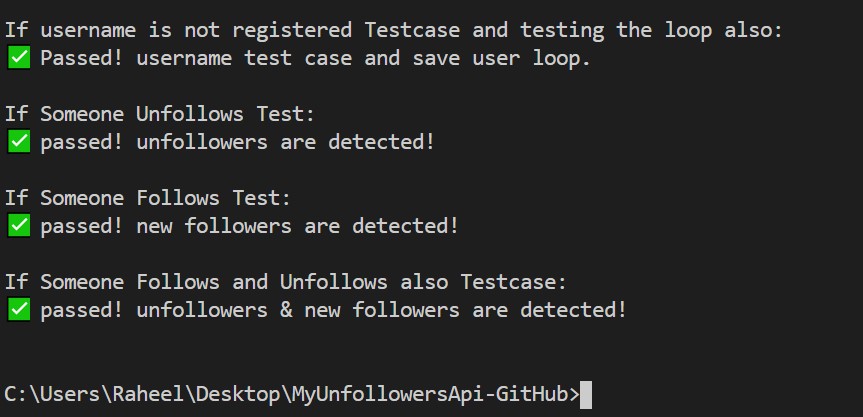 If username is not registered Testcase and testing the loop also:
✅ Passed! username test case and save user loop.
If Someone Unfollows Test:
✅ passed! unfollowers are detected!
If Someone Follows Test:
✅ passed! new followers are detected!
If Someone Follows and Unfollows also Testcase:
✅ passed! unfollowers & new followers are detected!
C:\Users\Raheel\Desktop\MyUnfollowersApi-GitHub>